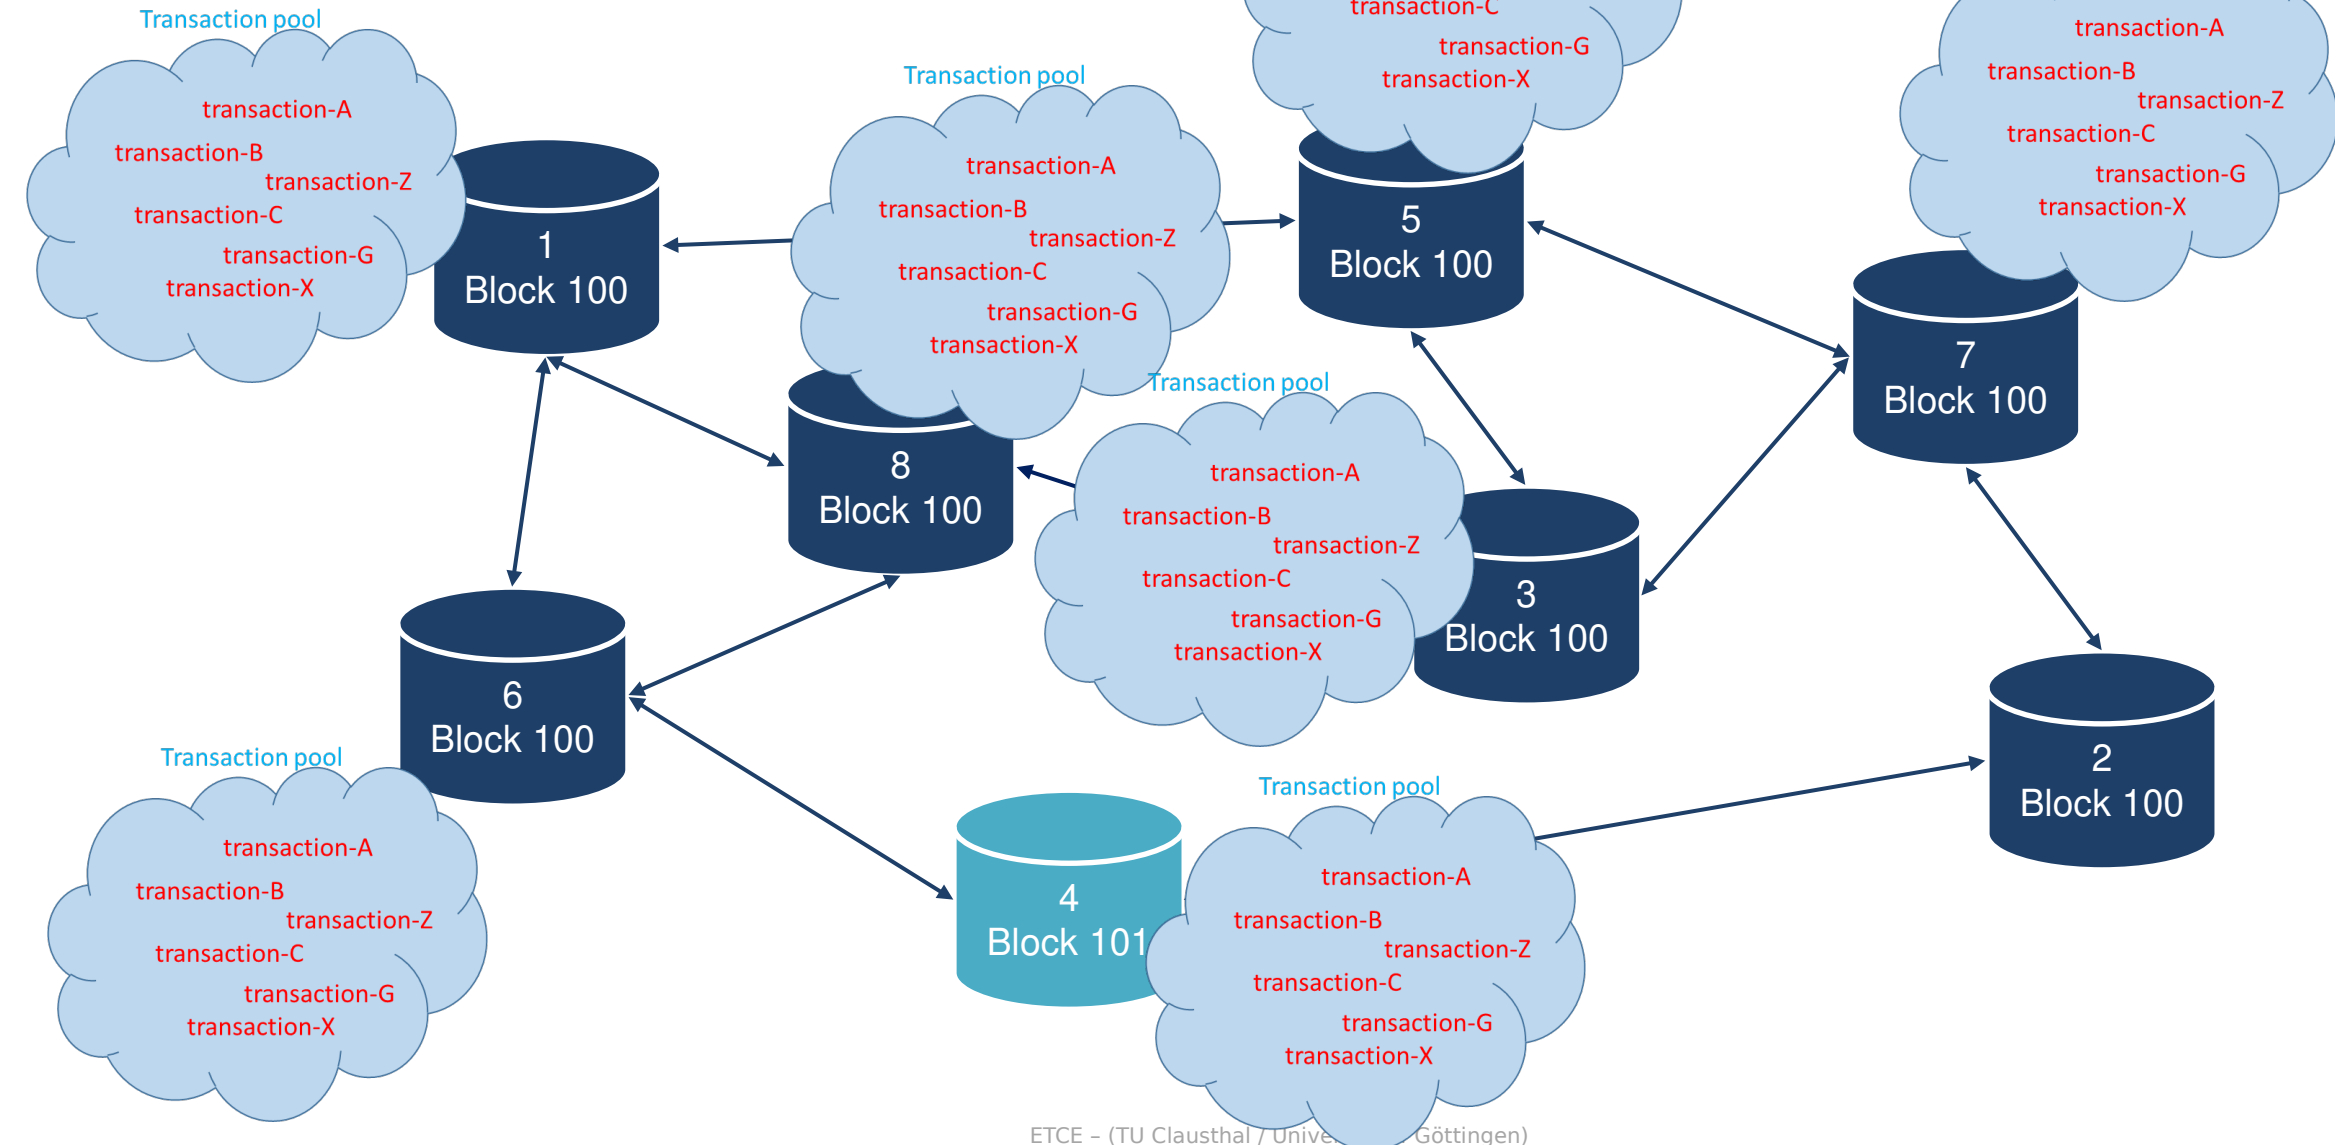 Transaction pool
transaction-A
transaction-B
transaction-Z
transaction-C
transaction-G
transaction-X
1
Block 100
Transaction pool
transaction-A
transaction-B
transaction-Z
transaction-C
transaction-G
transaction-X
8
Block 100
transaction-C
transaction-G
transaction-X
5
Block 100
transaction-A
transaction-B
transaction-Z
transaction-C
transaction-G
transaction-X
7
Block 100
Transaction pool
transaction-A
transaction-B
transaction-Z
transaction-C
transaction-G
transaction-X
3
Block 100
6
Block 100
Transaction pool
transaction-A
transaction-B
transaction-Z
transaction-C
transaction-G
transaction-X
4
Block 101
Transaction pool
transaction-A
transaction-B
transaction-Z
transaction-C
transaction-G
transaction-X
2
Block 100
ETCE – (TU Clausthal / Göttingen)